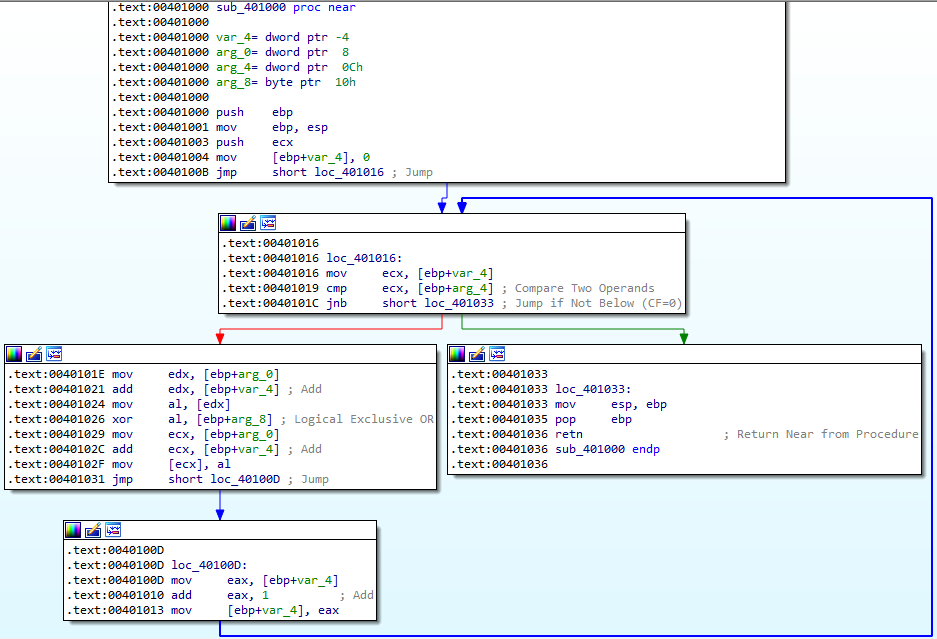 .text:00401000 sub_401000 proc near
.text:00401000
.text:00401000 var_4= dword ptr -4
.text:00401000 arg_0= dword ptr  8
.text:00401000 arg_4= dword ptr  0Ch
.text:00401000 arg_8= byte ptr  10h
.text:00401000
.text:00401000 push    ebp
.text:00401001 mov     ebp, esp
.text:00401003 push    ecx
.text:00401004 mov     [ebp+var_4], 0
.text:0040100B jmp     short loc_401016 ; Jump
.text:00401016
.text:00401016 loc_401016:
.text:00401016 mov     ecx, [ebp+var_4]
.text:00401019 cmp     ecx, [ebp+arg_4] ; Compare Two Operands
.text:0040101C jnb     short loc_401033 ; Jump if Not Below (CF=0)
.text:0040101E mov     edx, [ebp+arg_0]
.text:00401021 add     edx, [ebp+var_4] ; Add
.text:00401024 mov     al, [edx]
.text:00401026 xor     al, [ebp+arg_8] ; Logical Exclusive OR
.text:00401029 mov     ecx, [ebp+arg_0]
.text:0040102C add     ecx, [ebp+var_4] ; Add
.text:0040102F mov     [ecx], al
.text:00401031 jmp     short loc_40100D ; Jump
.text:00401033
.text:00401033 loc_401033:
.text:00401033 mov     esp, ebp
.text:00401035 pop     ebp
.text:00401036 retn                    ; Return Near from Procedure
.text:00401036 sub_401000 endp
.text:00401036
.text:0040100D
.text:0040100D loc_40100D:
.text:0040100D mov     eax, [ebp+var_4]
.text:00401010 add     eax, 1          ; Add
.text:00401013 mov     [ebp+var_4], eax